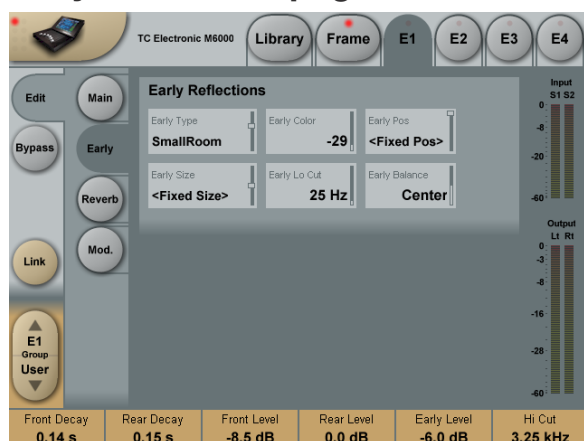 TC Electronic M6000
Library
Frame
E1
E2
E3
E4
Edit
Bypass
Link
E1
Group
User
Main
Early
Reverb
Mod.
Early Reflections
Early Type
SmallRoom
Early Color
-29
Early Pos
<Fixed Pos>
Early Size
<Fixed Size>
Early Lo Cut
25 Hz
Early Balance
Center
Input
S1 S2
0
-8
-20
-60
Output
Lt Rt
0
-3
-8
-16
-28
-60
Front Decay
0.14 s
Rear Decay
0.15 s
Front Level
-8.5 dB
Rear Level
0.0 dB
Early Level
-6.0 dB
Hi Cut
3.25 kHz